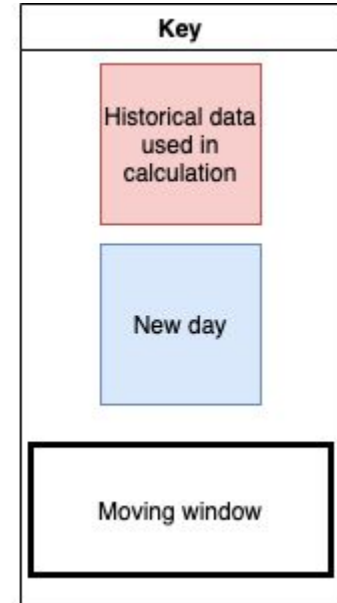 Key
Historical data
used in
calculation
New day
Moving window